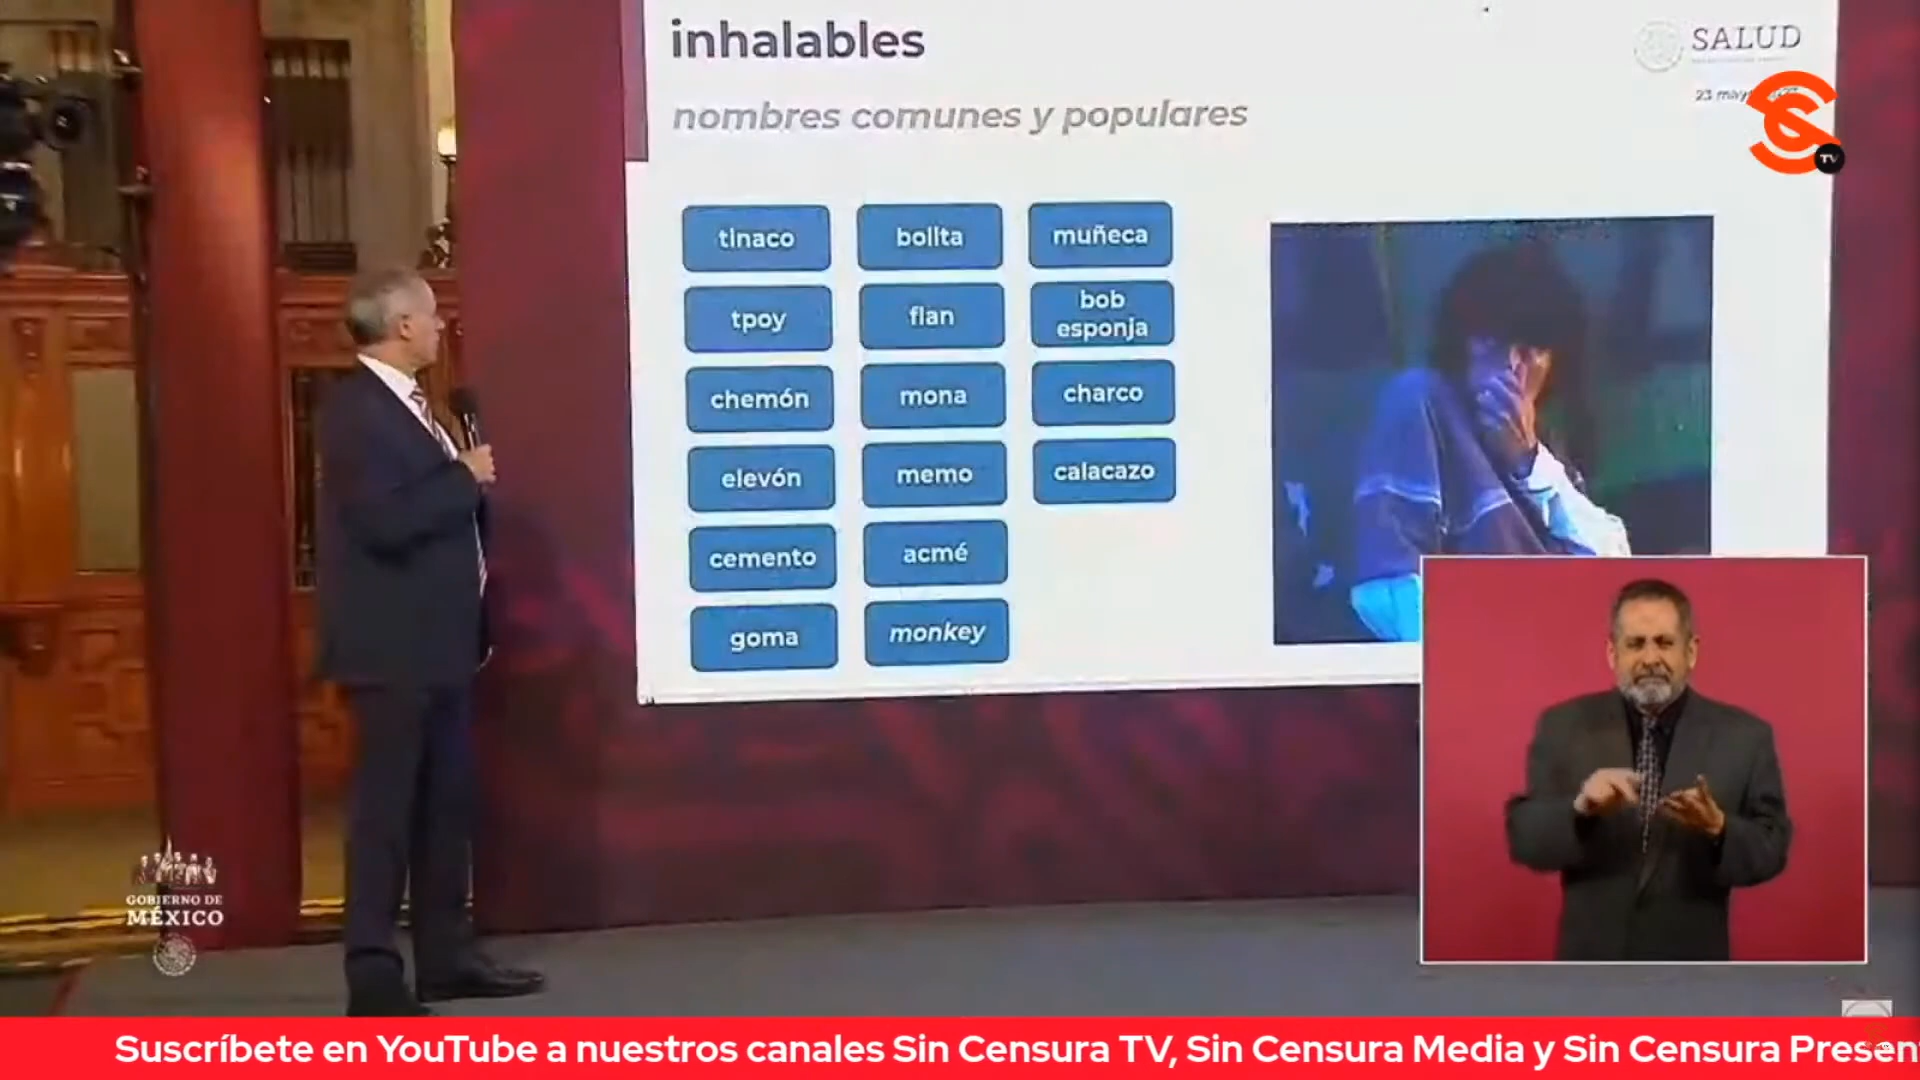 inhalables
nombres comunes y populares
SALUD
23 mayo
TV
tinaco
bolita
muñeca
tpoy
flan
bob
esponja
chemón
mona
charco
elevón
memo
calacazo
cemento
acmé
goma
monkey
GOBIERNO DE
MÉXICO
Suscríbete en YouTube a nuestros canales Sin Censura TV, Sin Censura Media y Sin Censura Presen